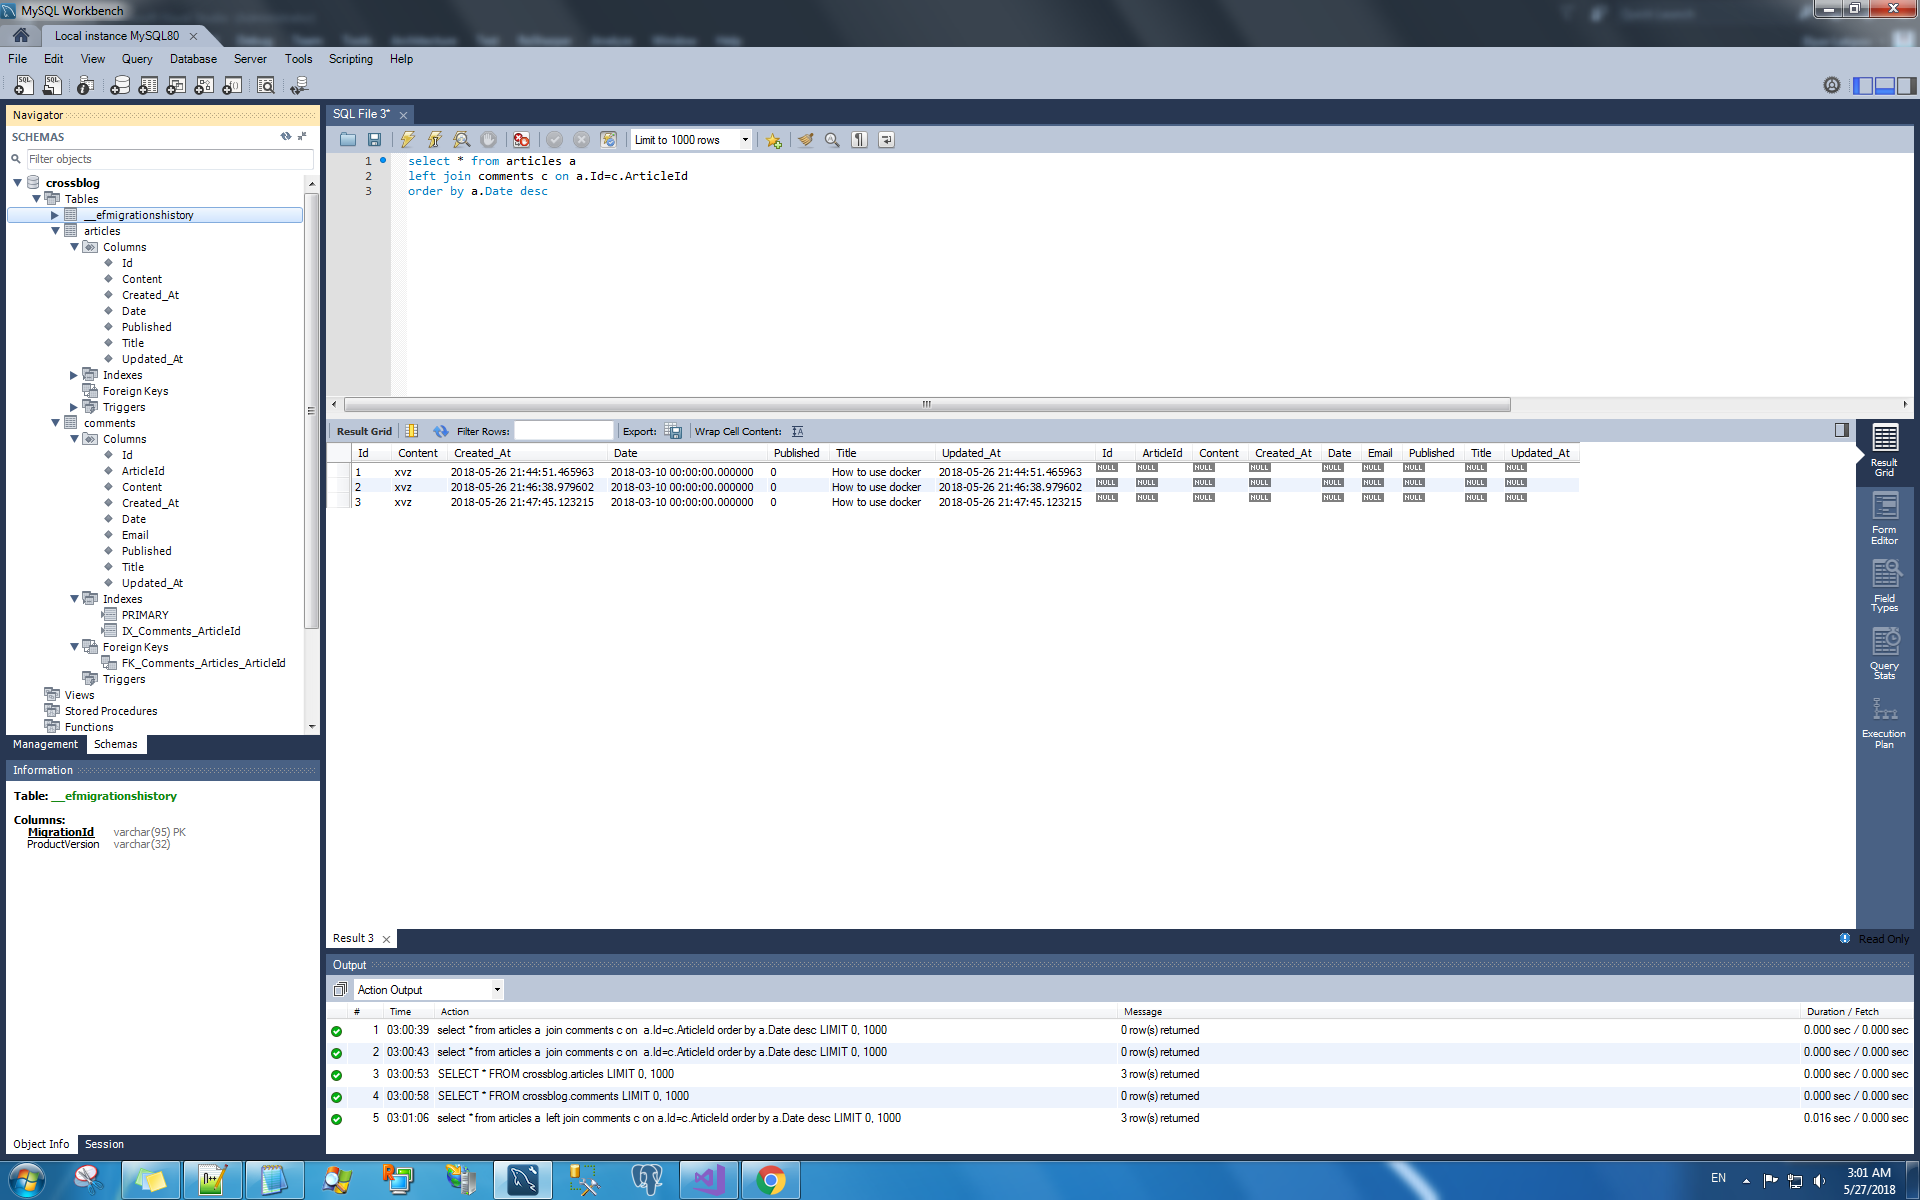 MySQL Workbench
Local instance MySQL80
File Edit View Query Database Server Tools Scripting Help
Navigator
SCHEMAS
Filter objects
crossblog
Tables
__efmigrationshistory
articles
Columns
Id
Content
Created_At
Date
Published
Title
Updated_At
Indexes
Foreign Keys
Triggers
comments
Columns
Id
ArticleId
Content
Created_At
Date
Email
Published
Title
Updated_At
Indexes
PRIMARY
IX_Comments_ArticleId
Foreign Keys
FK_Comments_Articles_ArticleId
Triggers
Views
Stored Procedures
Functions
Management Schemas
Information
Table: __efmigrationshistory
Columns:
MigrationId varchar(95) PK
ProductVersion varchar(32)
Object Info Session
SQL File 3*
Limit to 1000 rows
1 select * from articles a
2 left join comments c on a.Id=c.ArticleId
3 order by a.Date desc
Result Grid Filter Rows: Export: Wrap Cell Content:
Id Content Created_At Date Published Title Updated_At Id ArticleId Content Created_At Date Email Published Title Updated_At
1 xvz 2018-05-26 21:44:51.465963 2018-03-10 00:00:00.000000 0 How to use docker 2018-05-26 21:44:51.465963 NULL NULL NULL NULL NULL NULL NULL NULL NULL
2 xvz 2018-05-26 21:46:38.979602 2018-03-10 00:00:00.000000 0 How to use docker 2018-05-26 21:46:38.979602 NULL NULL NULL NULL NULL NULL NULL NULL NULL
3 xvz 2018-05-26 21:47:45.123215 2018-03-10 00:00:00.000000 0 How to use docker 2018-05-26 21:47:45.123215 NULL NULL NULL NULL NULL NULL NULL NULL NULL
Result Grid
Form Editor
Field Types
Query Stats
Execution Plan
Result 3
Read Only
Output
Action Output
# Time Action Message Duration / Fetch
1 03:00:39 select * from articles a join comments c on a.Id=c.ArticleId order by a.Date desc LIMIT 0, 1000 0 row(s) returned 0.000 sec / 0.000 sec
2 03:00:43 select * from articles a join comments c on a.Id=c.ArticleId order by a.Date desc LIMIT 0, 1000 0 row(s) returned 0.000 sec / 0.000 sec
3 03:00:53 SELECT * FROM crossblog.articles LIMIT 0, 1000 3 row(s) returned 0.000 sec / 0.000 sec
4 03:00:58 SELECT * FROM crossblog.comments LIMIT 0, 1000 0 row(s) returned 0.000 sec / 0.000 sec
5 03:01:06 select * from articles a left join comments c on a.Id=c.ArticleId order by a.Date desc LIMIT 0, 1000 3 row(s) returned 0.016 sec / 0.000 sec
EN
3:01 AM
5/27/2018